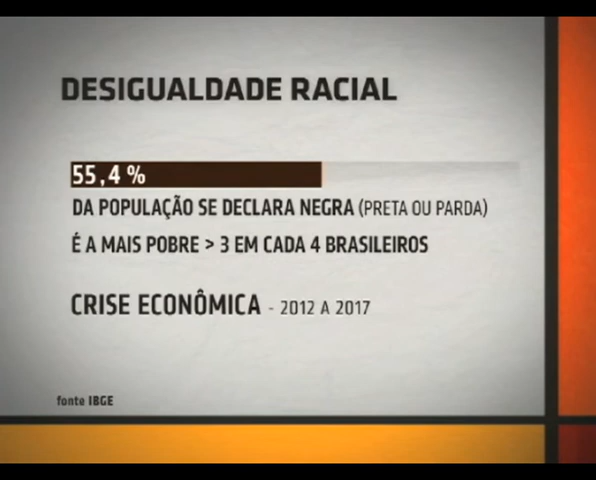 DESIGUALDADE RACIAL
55,4 %
DA POPULAÇÃO SE DECLARA NEGRA (PRETA OU PARDA)
É A MAIS POBRE > 3 EM CADA 4 BRASILEIROS
CRISE ECONÔMICA - 2012 A 2017
fonte IBGE